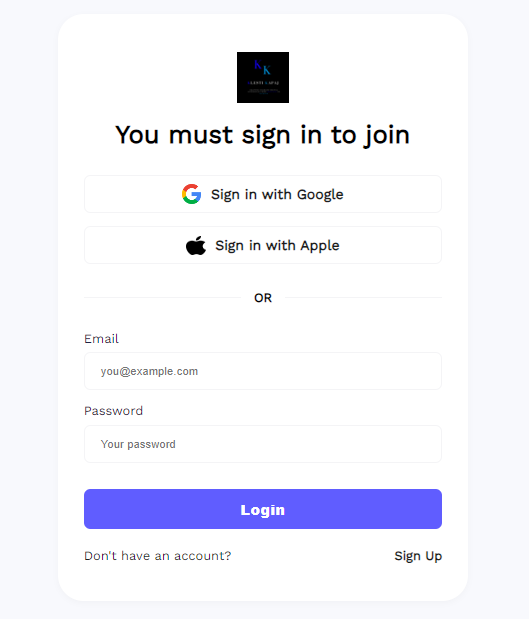 K
K
You must sign in to join
Sign in with Google
Sign in with Apple
OR
Email
you@example.com
Password
Your password
Login
Don't have an account?
Sign Up